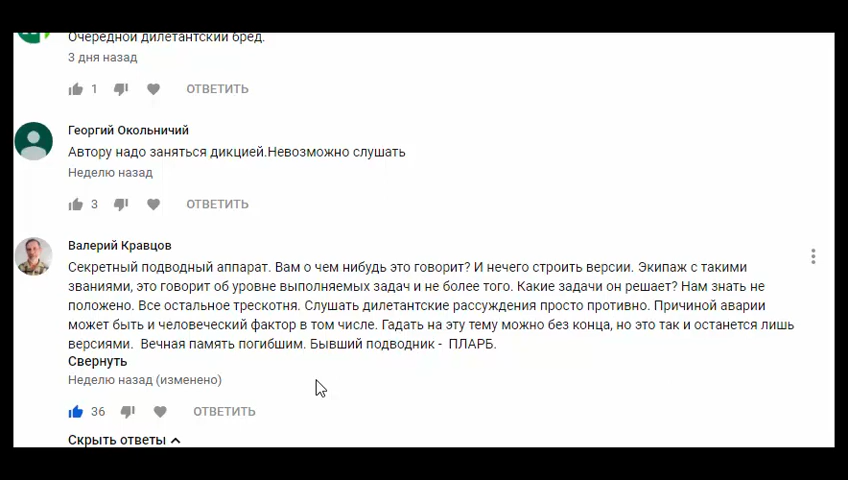 Очередной дилетантский бред.
3 дня назад
1 ОТВЕТИТЬ
Георгий Окольничий
Автору надо заняться дикцией.Невозможно слушать
Неделю назад
3 ОТВЕТИТЬ
Валерий Кравцов
Секретный подводный аппарат. Вам о чем нибудь это говорит? И нечего строить версии. Экипаж с такими
званиями, это говорит об уровне выполняемых задач и не более того. Какие задачи он решает? Нам знать не
положено. Все остальное трескотня. Слушать дилетантские рассуждения просто противно. Причиной аварии
может быть и человеческий фактор в том числе. Гадать на эту тему можно без конца, но это так и останется лишь
версиями. Вечная память погибшим. Бывший подводник - ПЛАРБ.
Свернуть
Неделю назад (изменено)
36 ОТВЕТИТЬ
Скрыть ответы